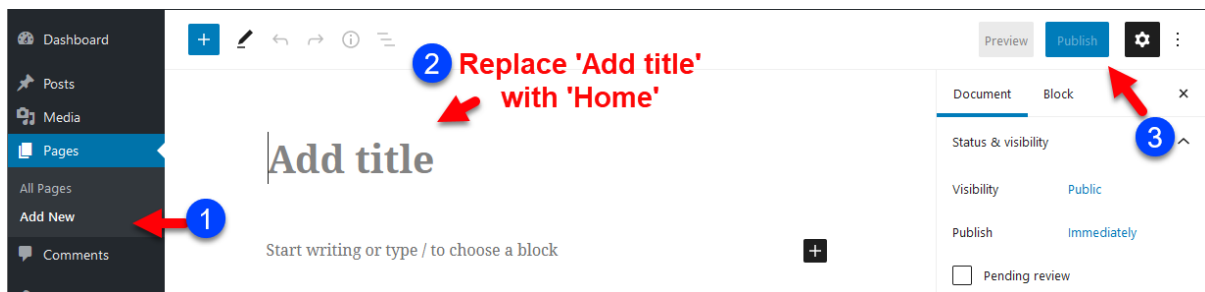 Dashboard
Posts
Media
Pages
All Pages
Add New
Comments
1
2 Replace 'Add title'
with 'Home'
Add title
Start writing or type / to choose a block
Preview
Publish
Document Block
3
Status & visibility
Visibility Public
Publish Immediately
Pending review